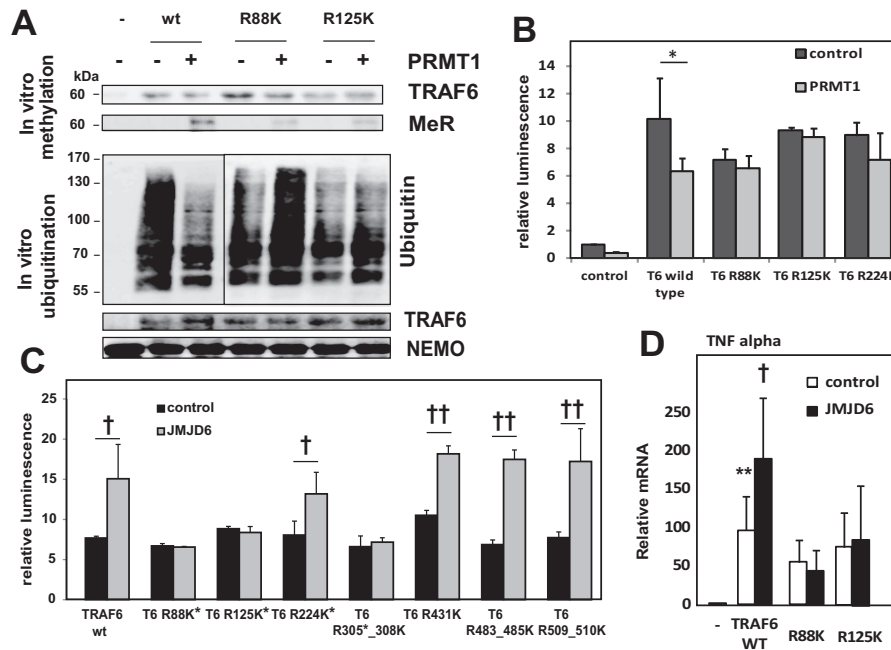 A
- wt R88K R125K
- - + - + - + PRMT1
kDa
In vitro methylation
60 TRAF6
60 MeR
In vitro ubiquitination
170
130
100
70
55
Ubiquitin
TRAF6
NEMO
B
relative luminescence
14
12
10
8
6
4
2
0
*
control
PRMT1
control T6 wild type T6 R88K T6 R125K T6 R224K
C
relative luminescence
20
15
10
5
0
control
JMJD6
† † †† †† ††
TRAF6 wt T6 R88K* T6 R125K* T6 R224K* T6 R305*_308K T6 R431K T6 R483_485K T6 R509_510K
D
TNF alpha
Relative mRNA
250
200
150
100
50
0
control
JMJD6
**
†
- TRAF6 WT R88K R125K